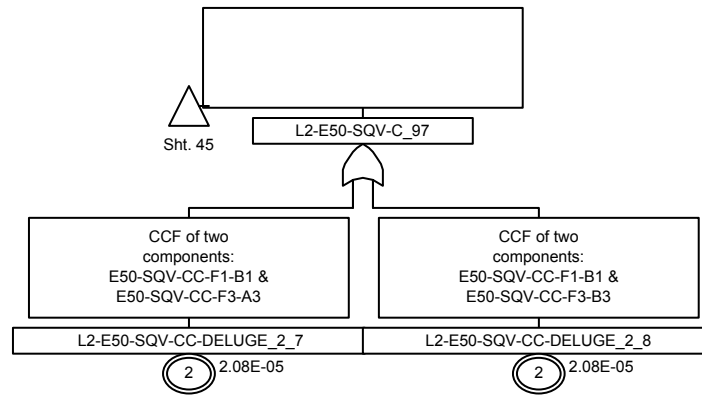 Sht. 45
L2-E50-SQV-C_97
CCF of two
components:
E50-SQV-CC-F1-B1 &
E50-SQV-CC-F3-A3
CCF of two
components:
E50-SQV-CC-F1-B1 &
E50-SQV-CC-F3-B3
L2-E50-SQV-CC-DELUGE_2_7
L2-E50-SQV-CC-DELUGE_2_8
2
2.08E-05
2
2.08E-05